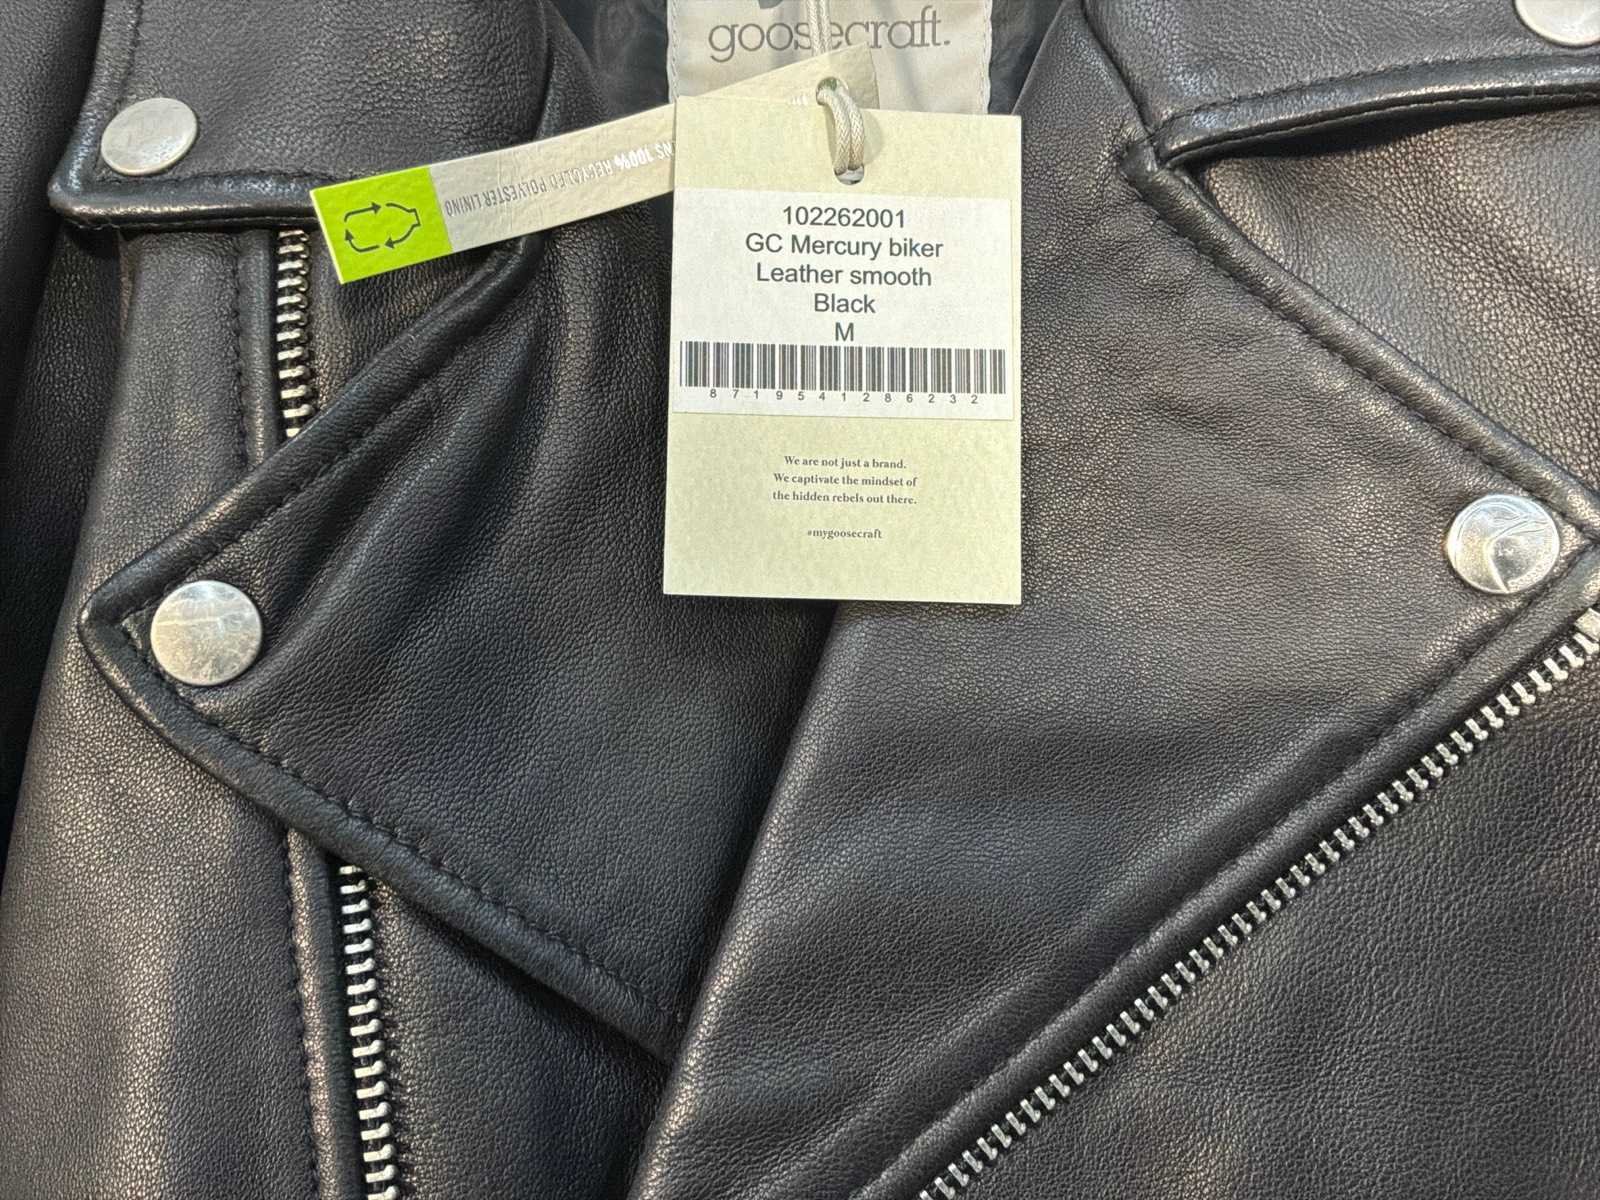 goosecraft.
100% RECYCLED POLYESTER LINING
102262001
GC Mercury biker
Leather smooth
Black
M
8719541286232
We are not just a brand.
We captivate the mindset of
the hidden rebels out there.
#mygoosecraft